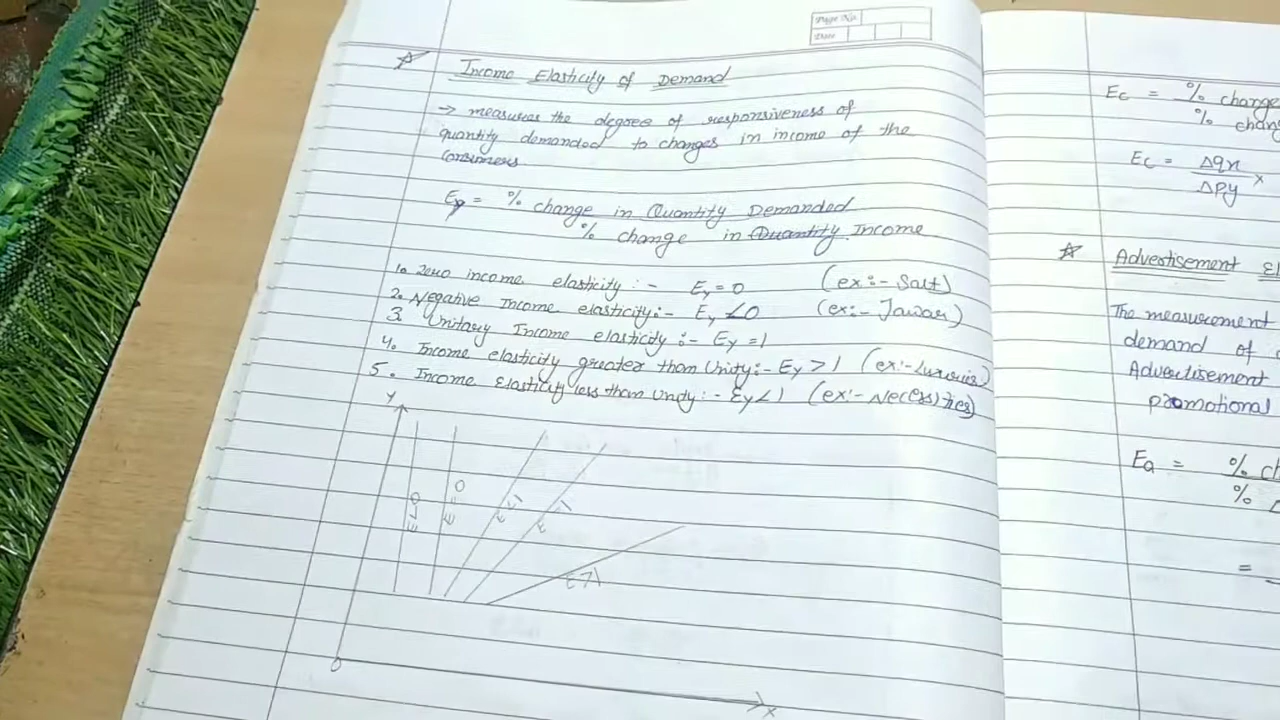 Page No.
Date
Income Elasticity of Demand
→ measures the degree of responsiveness of
quantity demanded to changes in income of the
consumers
Ey = % change in Quantity Demanded
% change in Quantity Income
1. Zero income elasticity :- Ey = 0 (ex:- Salt)
2. Negative Income elasticity:- Ey <0 (ex:- Jawar)
3. Unitary Income elasticity :- Ey =1
4. Income elasticity greater than Unity:- Ey > 1 (ex:- Luxuries)
5. Income Elasticity less than Unity :- Ey < 1 (ex:- Necessities)
Y
E<0
E=0
E<1
E=1
E>1
0
X
Ec = % change
% chan
Ec = Δqx ×
ΔPy
Advertisement El
The measurement
demand of
Advertisement
promotional
Ea = % ch
%
=